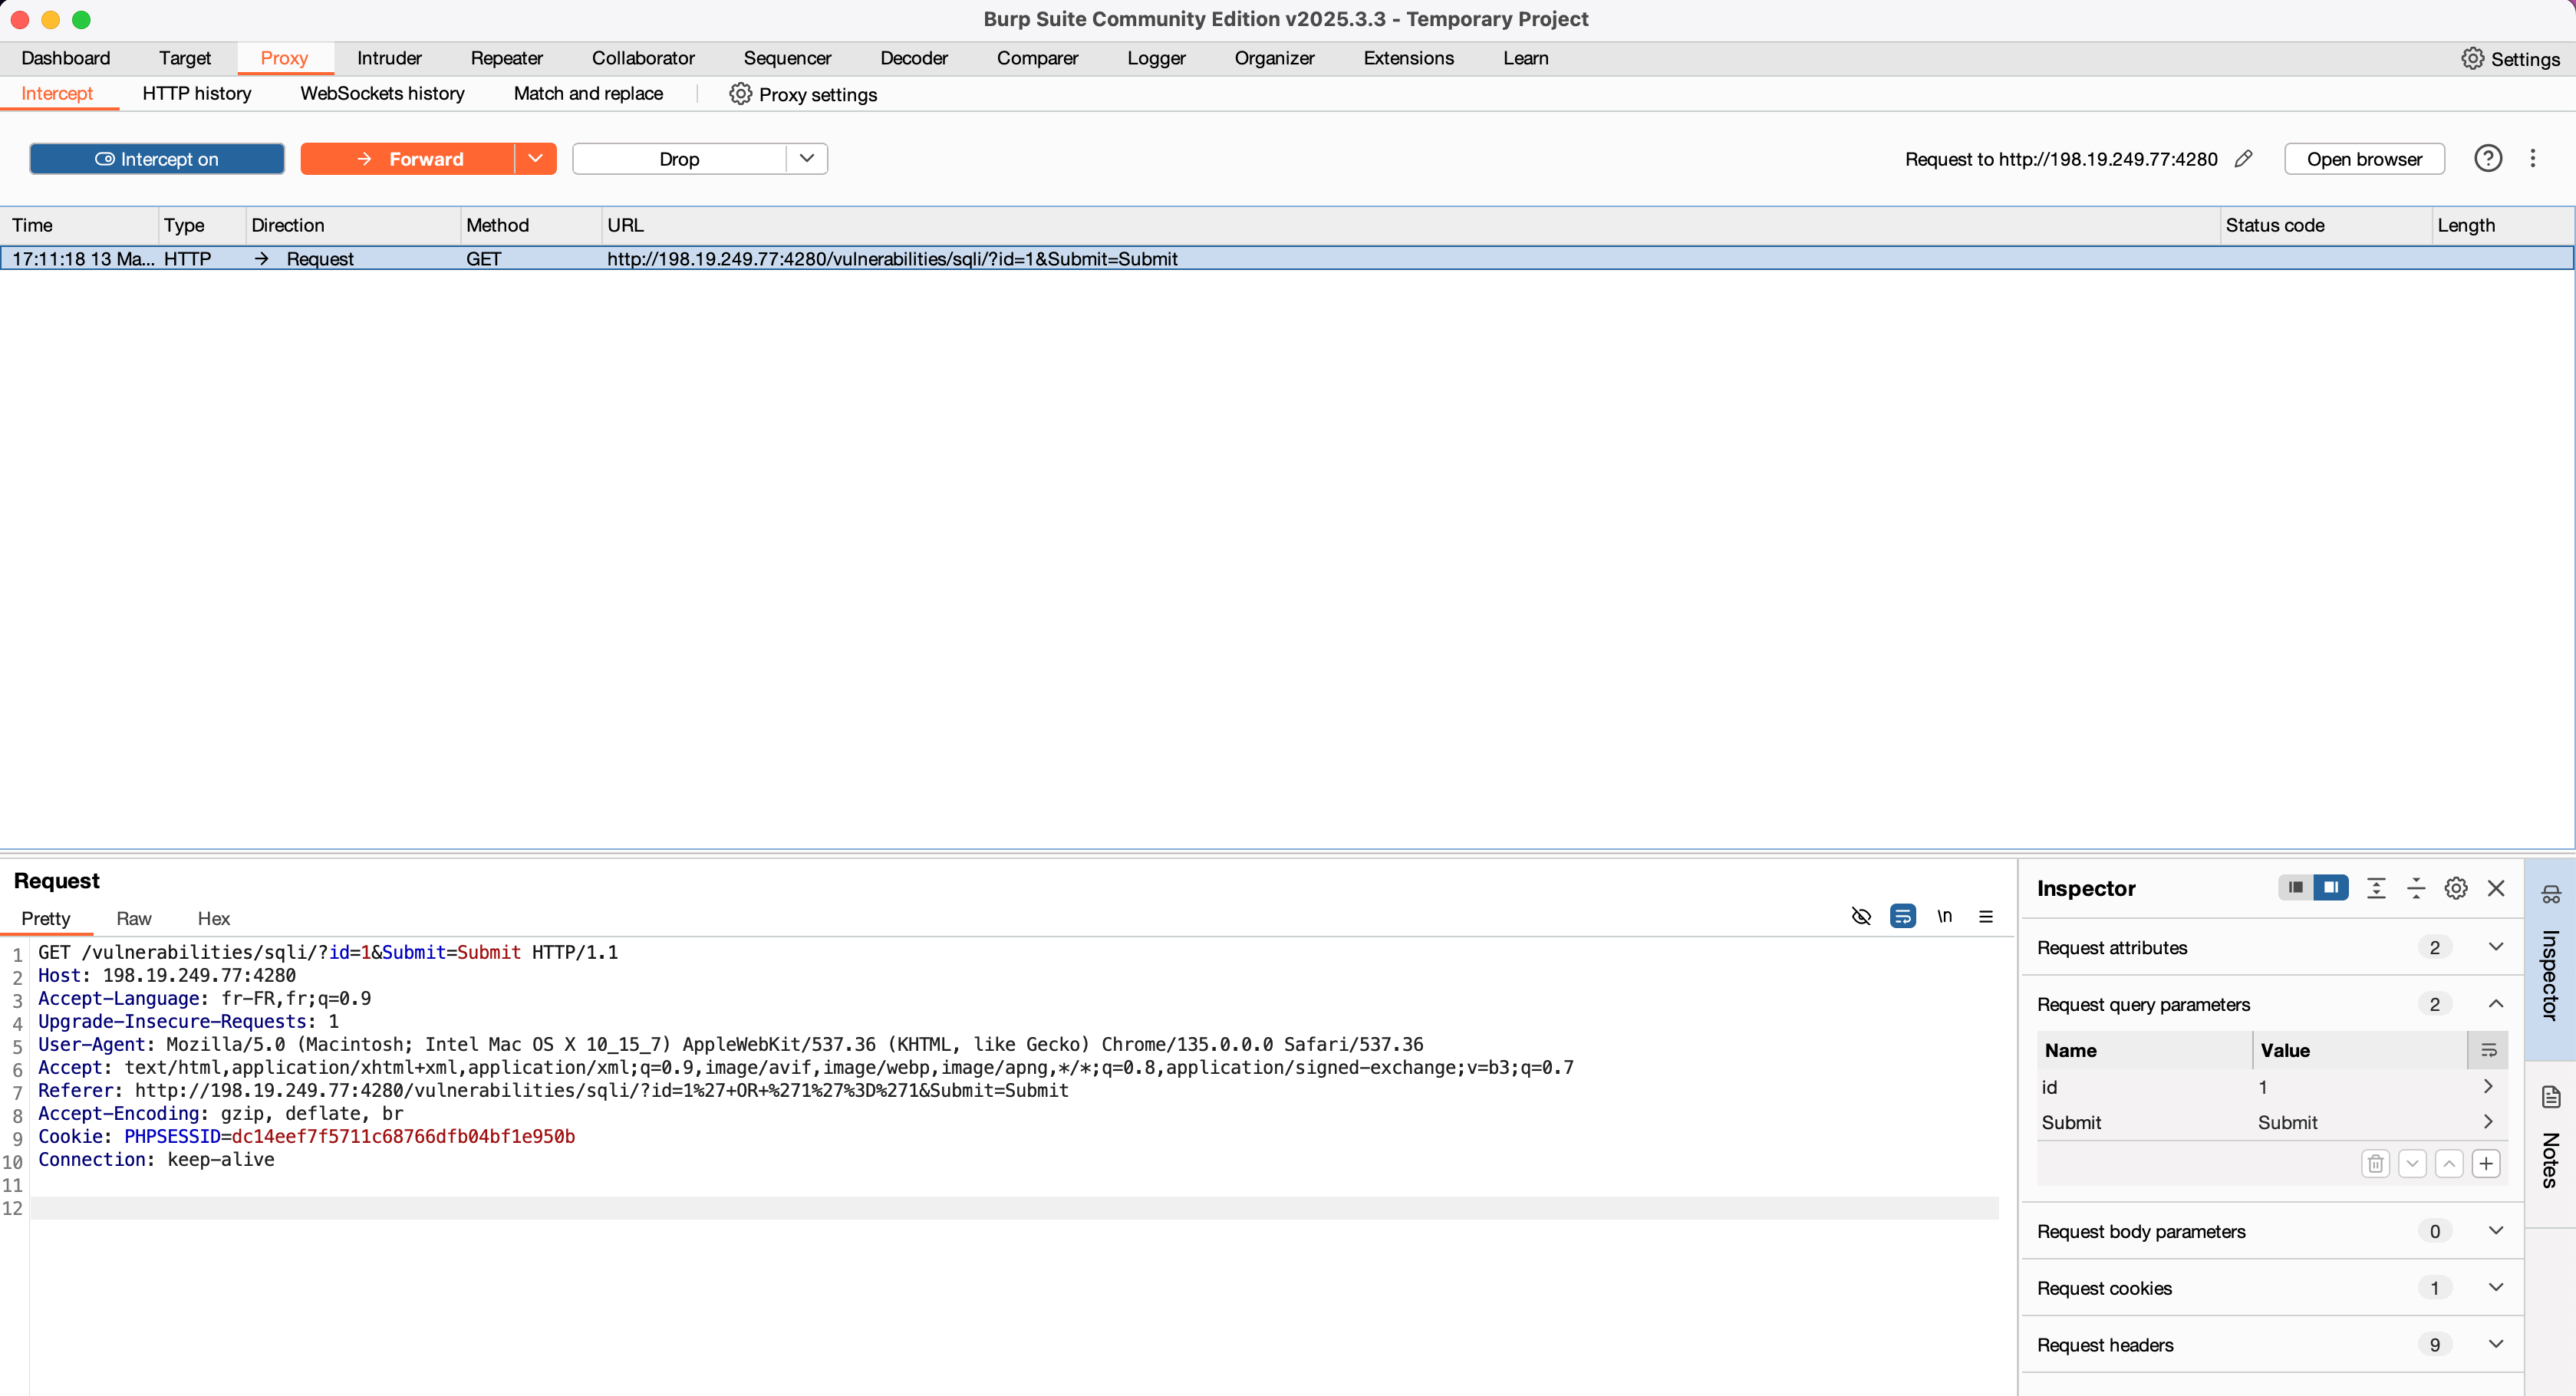 Burp Suite Community Edition v2025.3.3 - Temporary Project
Dashboard Target Proxy Intruder Repeater Collaborator Sequencer Decoder Comparer Logger Organizer Extensions Learn Settings
Intercept HTTP history WebSockets history Match and replace Proxy settings
Intercept on Forward Drop Request to http://198.19.249.77:4280 Open browser
Time Type Direction Method URL Status code Length
17:11:18 13 Ma... HTTP Request GET http://198.19.249.77:4280/vulnerabilities/sqli/?id=1&Submit=Submit
Request
Pretty Raw Hex \n
1 GET /vulnerabilities/sqli/?id=1&Submit=Submit HTTP/1.1
2 Host: 198.19.249.77:4280
3 Accept-Language: fr-FR,fr;q=0.9
4 Upgrade-Insecure-Requests: 1
5 User-Agent: Mozilla/5.0 (Macintosh; Intel Mac OS X 10_15_7) AppleWebKit/537.36 (KHTML, like Gecko) Chrome/135.0.0.0 Safari/537.36
6 Accept: text/html,application/xhtml+xml,application/xml;q=0.9,image/avif,image/webp,image/apng,*/*;q=0.8,application/signed-exchange;v=b3;q=0.7
7 Referer: http://198.19.249.77:4280/vulnerabilities/sqli/?id=1%27+OR+%271%27%3D%271&Submit=Submit
8 Accept-Encoding: gzip, deflate, br
9 Cookie: PHPSESSID=dc14eef7f5711c68766dfb04bf1e950b
10 Connection: keep-alive
11
12
Inspector
Request attributes 2
Request query parameters 2
Name Value
id 1
Submit Submit
Request body parameters 0
Request cookies 1
Request headers 9
Inspector
Notes